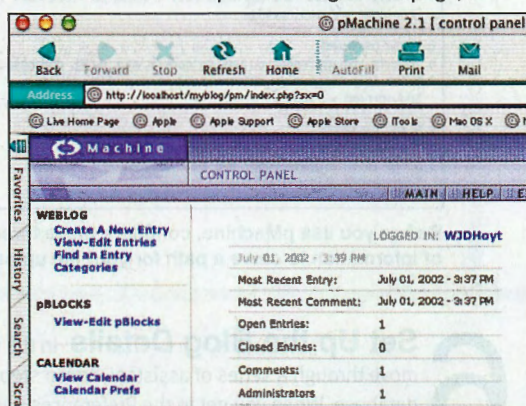 pMachine 2.1 [ control panel
Back Forward Stop Refresh Home AutoFill Print Mail
Address http://localhost/myblog/pm/index.php?sx=0
Live Home Page Apple Apple Support Apple Store iTools Mac OS X
Machine
CONTROL PANEL
MAIN HELP
Favorites
History
Search
WEBLOG
Create A New Entry
View-Edit Entries
Find an Entry
Categories
pBLOCKS
View-Edit pBlocks
CALENDAR
View Calendar
Calendar Prefs
LOGGED IN: WJDHoyt
July 01, 2002 - 3:39 PM
Most Recent Entry: July 01, 2002 - 3:37 PM
Most Recent Comment: July 01, 2002 - 3:37 PM
Open Entries: 1
Closed Entries:
Comments: 1
Administrators 1